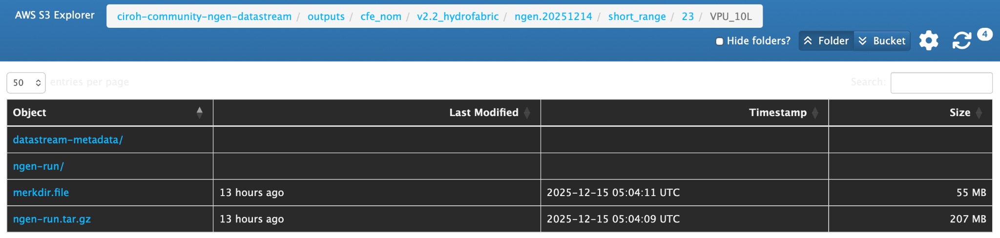 AWS S3 Explorer
ciroh-community-ngen-datastream / outputs / cfe_nom / v2.2_hydrofabric / ngen.20251214 / short_range / 23 / VPU_10L
Hide folders? Folder Bucket 4
50 entries per page Search:
Object Last Modified Timestamp Size
datastream-metadata/
ngen-run/
merkdir.file 13 hours ago 2025-12-15 05:04:11 UTC 55 MB
ngen-run.tar.gz 13 hours ago 2025-12-15 05:04:09 UTC 207 MB